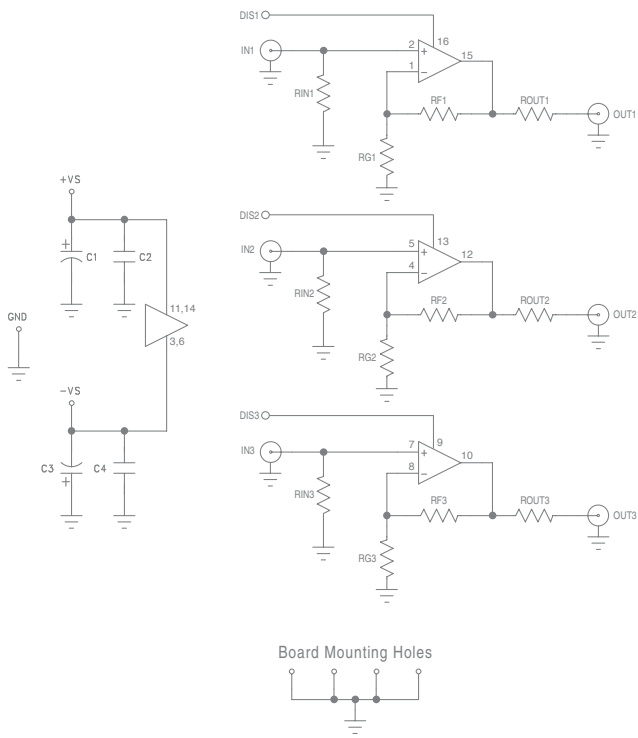 DIS1
16
IN1
2
15
1
RIN1
RF1
ROUT1
OUT1
RG1
+VS
C1
C2
DIS2
13
IN2
5
12
4
RIN2
RF2
ROUT2
OUT2
RG2
11,14
3,6
GND
-VS
C3
C4
DIS3
9
IN3
7
10
8
RIN3
RF3
ROUT3
OUT3
RG3
Board Mounting Holes